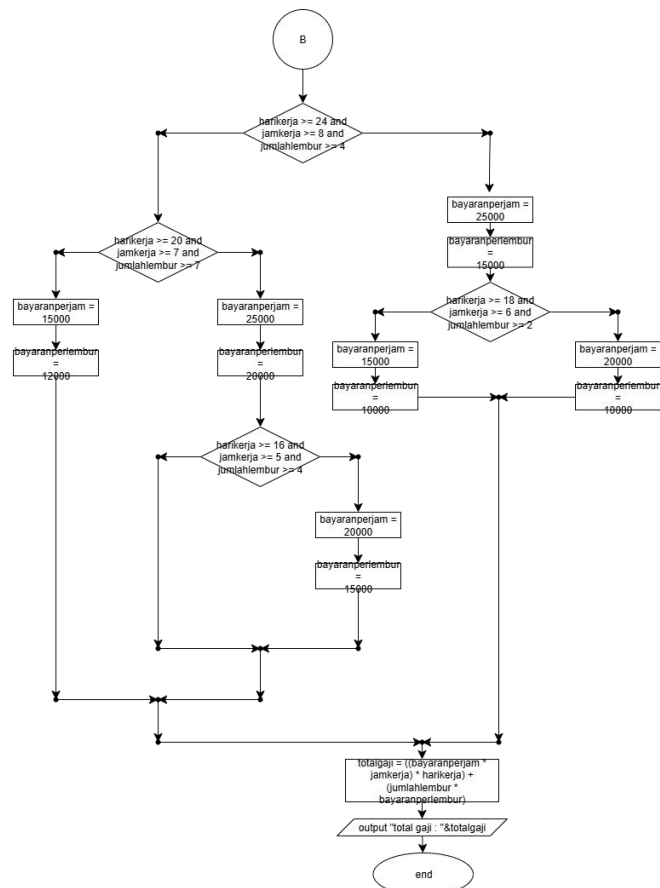 B
harikerja >= 24 and
jamkerja >= 8 and
jumlahlembur >= 4
bayaranperjam =
25000
bayaranperlembur
=
15000
harikerja >= 20 and
jamkerja >= 7 and
jumlahlembur >= 7
bayaranperjam =
15000
bayaranperlembur
=
12000
bayaranperjam =
25000
bayaranperlembur
=
20000
harikerja >= 18 and
jamkerja >= 6 and
jumlahlembur >= 2
bayaranperjam =
15000
bayaranperlembur
=
10000
bayaranperjam =
20000
bayaranperlembur
=
10000
harikerja >= 16 and
jamkerja >= 5 and
jumlahlembur >= 4
bayaranperjam =
20000
bayaranperlembur
=
15000
totalgaji = ((bayaranperjam *
jamkerja) * harikerja) +
(jumlahlembur *
bayaranperlembur)
output "total gaji : "&totalgaji
end